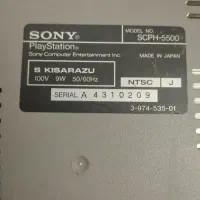 SONY®
MODEL NO. SCPH-5500
PlayStation®
Sony Computer Entertainment Inc.
MADE IN JAPAN
S KISARAZU
100V 9W 50/60Hz
NTSC J
SERIAL A 4310209
3-974-535-01